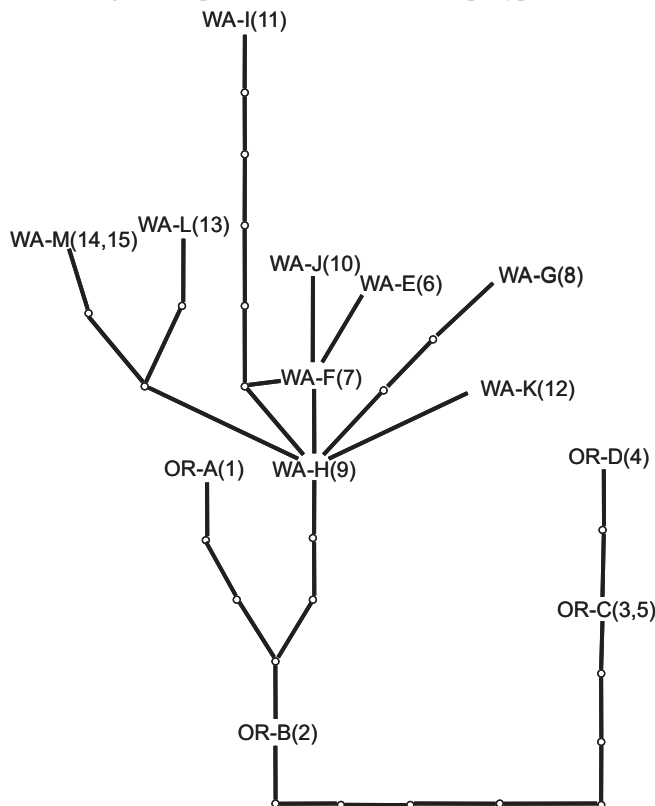 WA-I(11)
WA-L(13)
WA-M(14,15)
WA-J(10)
WA-E(6)
WA-G(8)
WA-F(7)
WA-K(12)
OR-A(1)
WA-H(9)
OR-D(4)
OR-C(3,5)
OR-B(2)